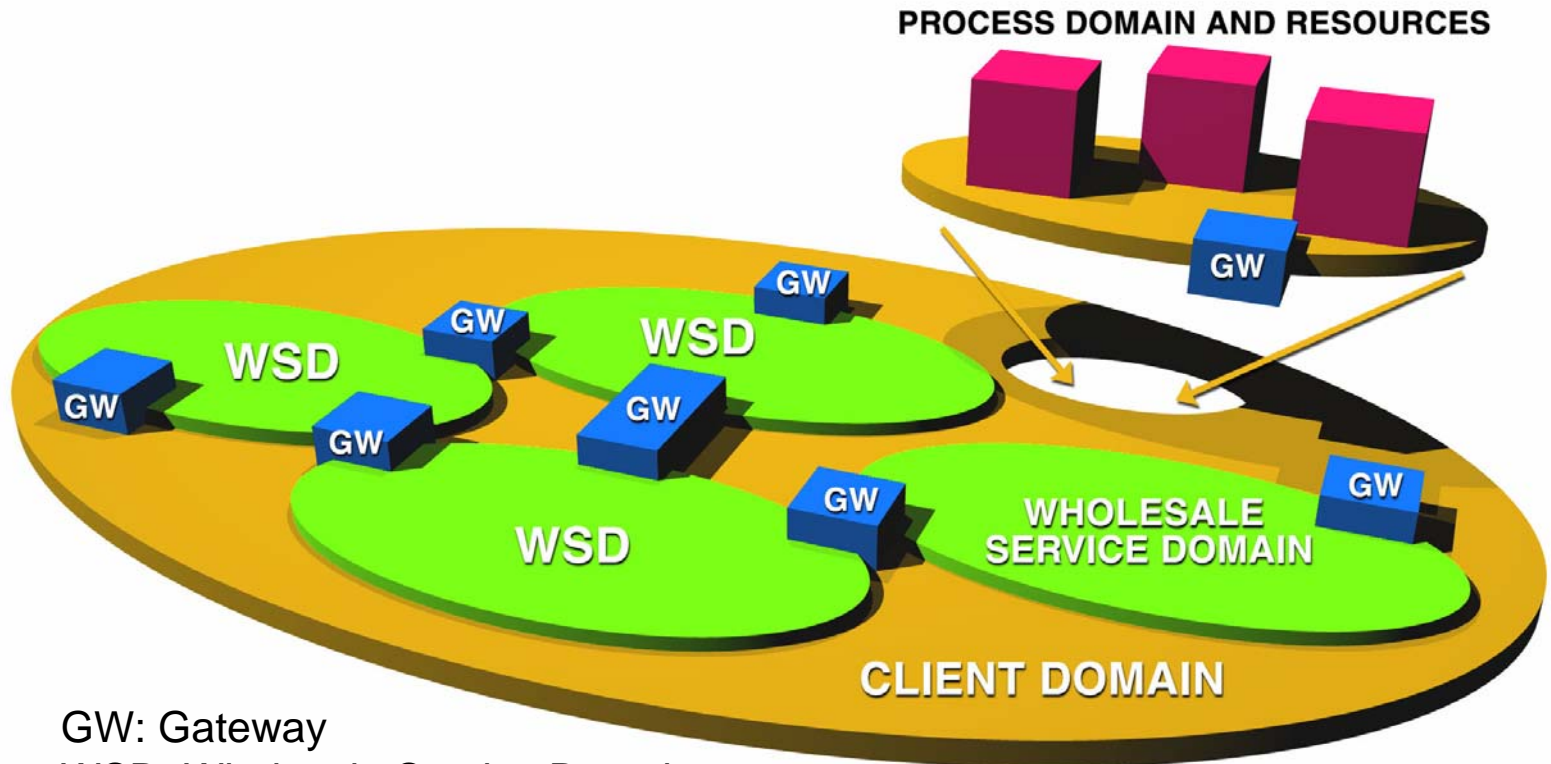 PROCESS DOMAIN AND RESOURCES
GW
GW
GW
WSD
WSD
GW
GW
GW
GW
GW
WHOLESALE
SERVICE DOMAIN
WSD
CLIENT DOMAIN
GW: Gateway